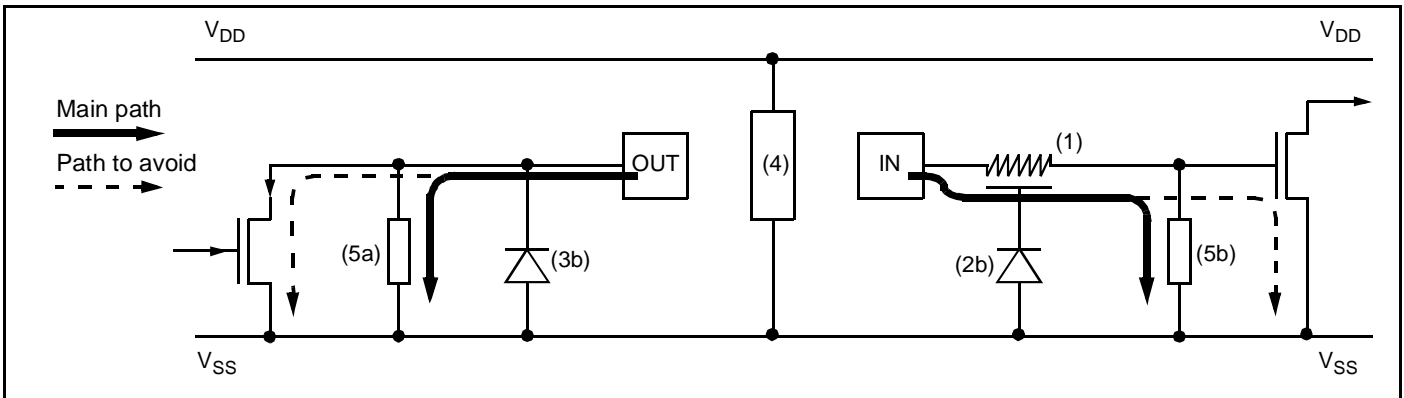 V_DD V_DD
Main path
Path to avoid
OUT (4) IN (1)
(5a) (3b) (2b) (5b)
V_SS V_SS